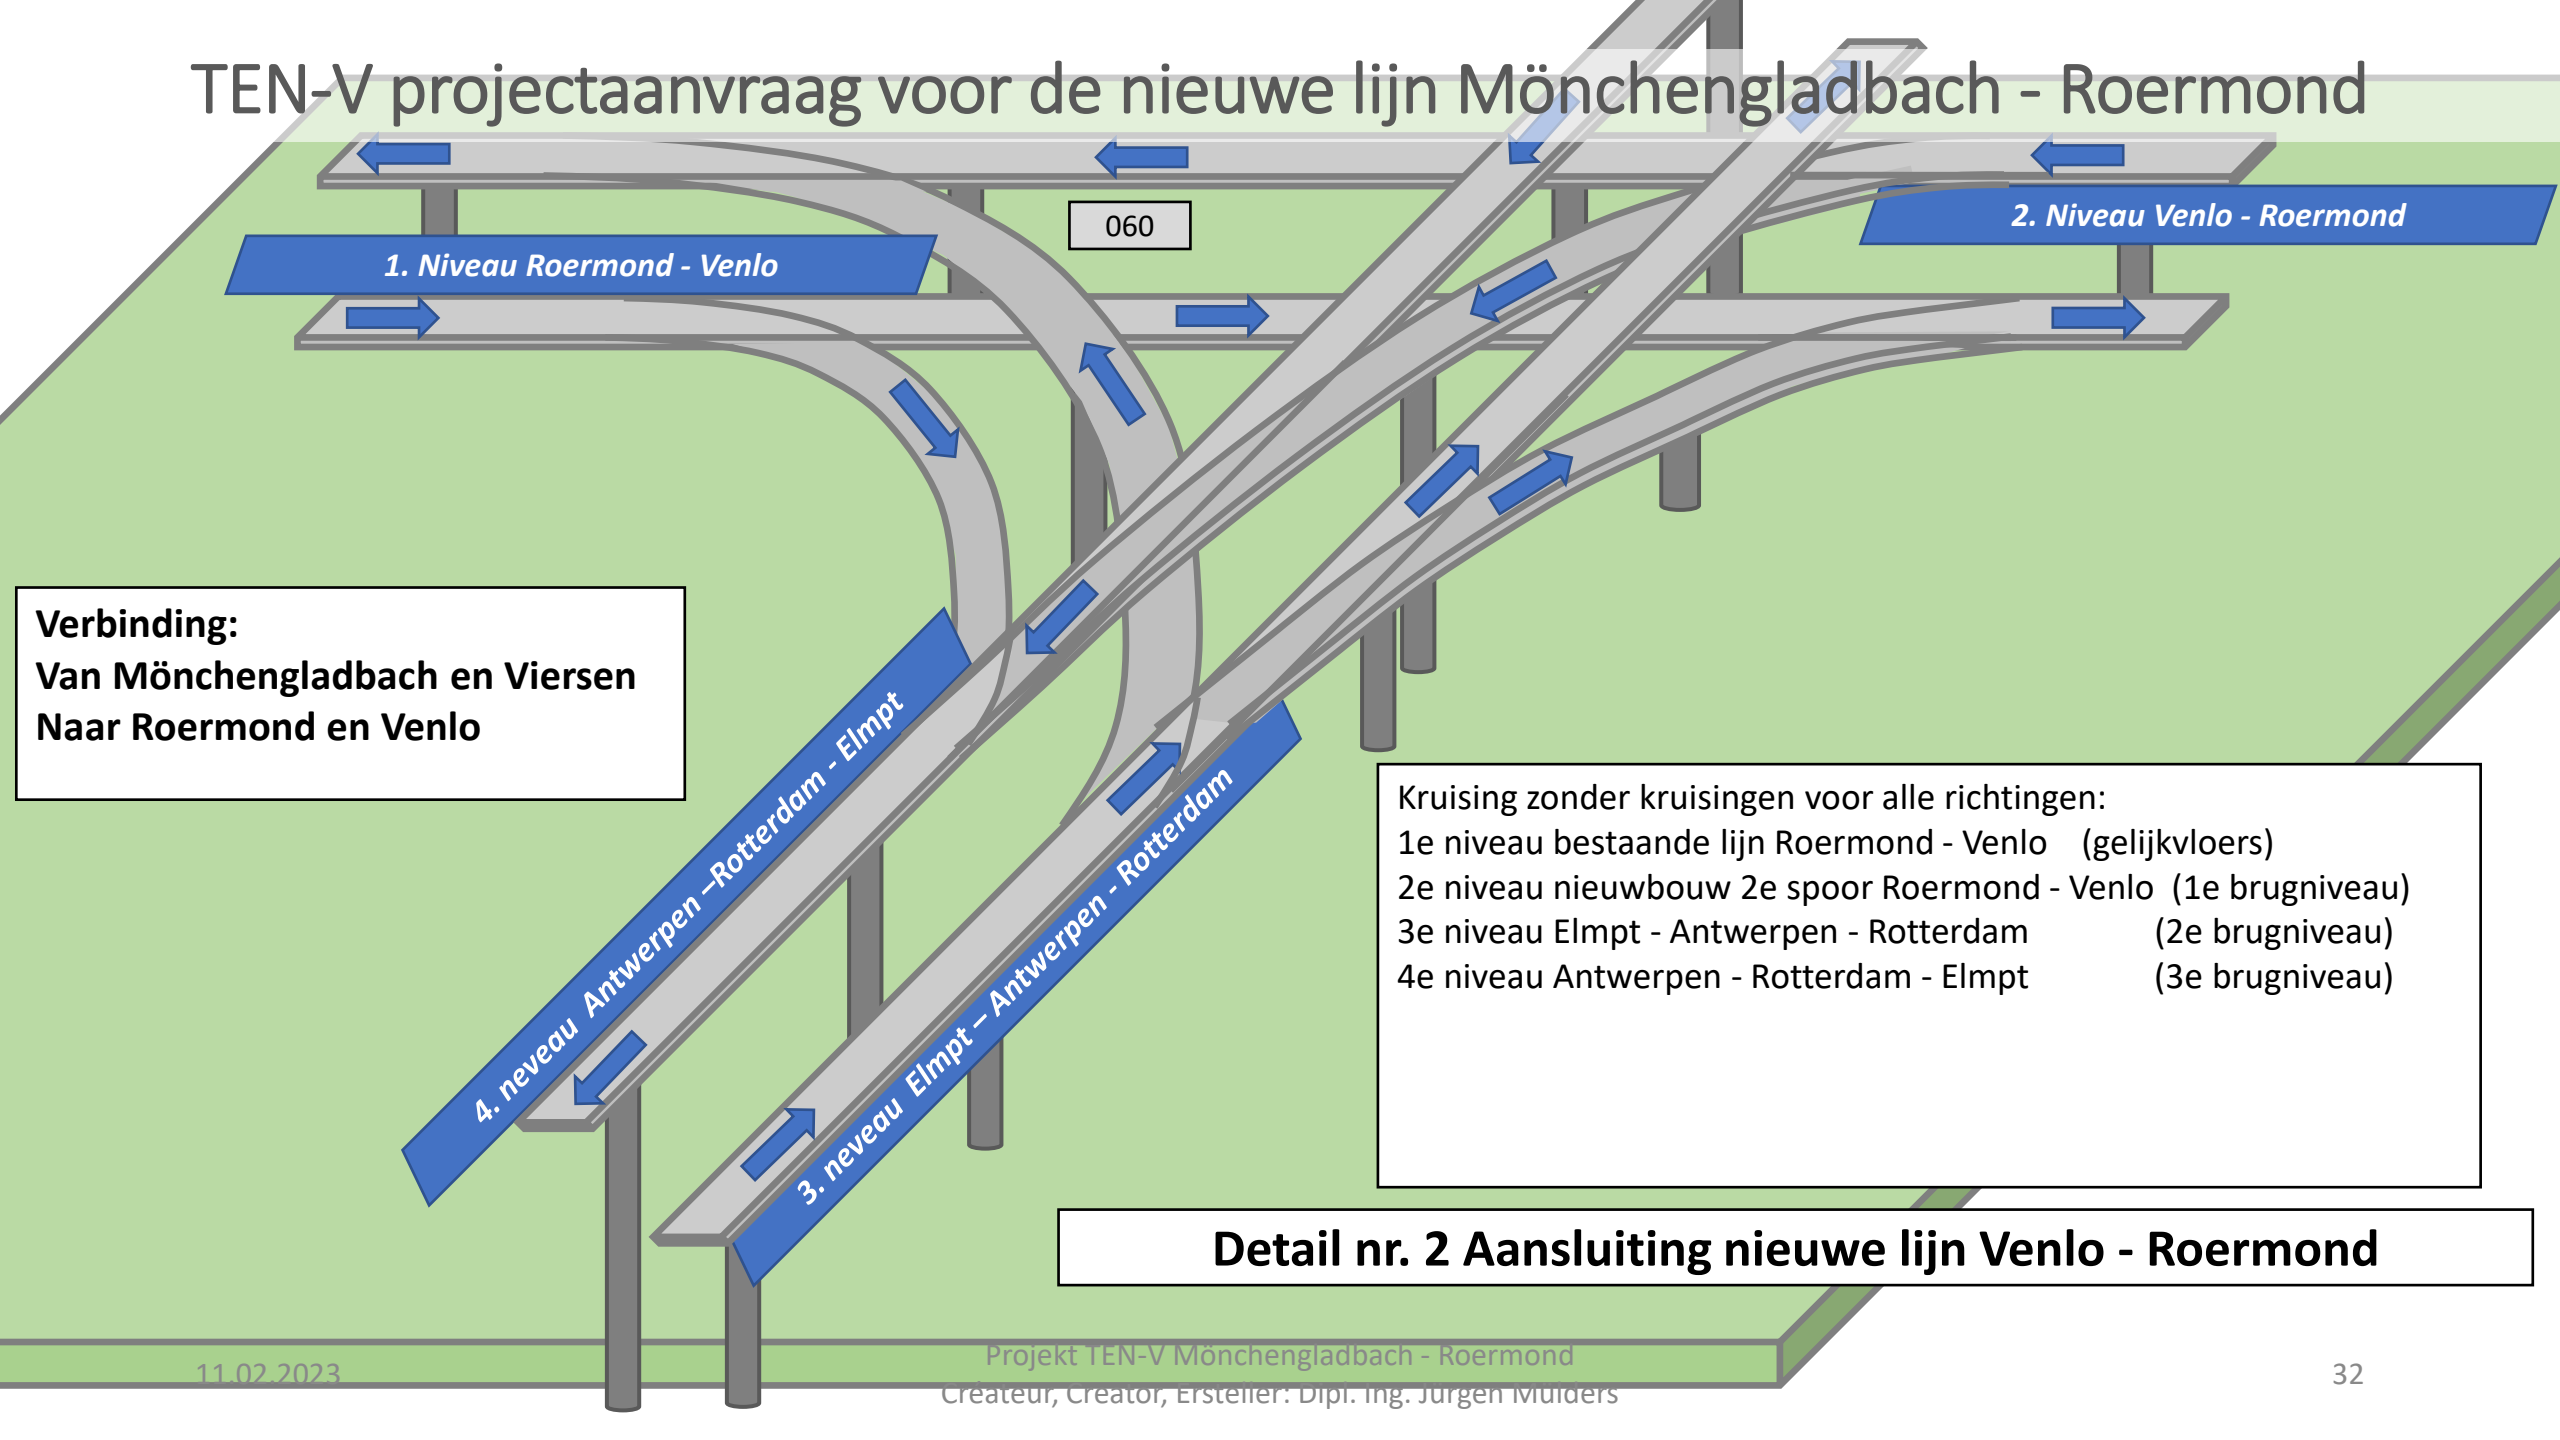 TEN-V projectaanvraag voor de nieuwe lijn Mönchengladbach - Roermond
060
2. Niveau Venlo - Roermond
1. Niveau Roermond - Venlo
Verbinding:
Van Mönchengladbach en Viersen
Naar Roermond en Venlo
4. neveau Antwerpen –Rotterdam - Elmpt
3. neveau Elmpt – Antwerpen - Rotterdam
Kruising zonder kruisingen voor alle richtingen:
1e niveau bestaande lijn Roermond - Venlo (gelijkvloers)
2e niveau nieuwbouw 2e spoor Roermond - Venlo (1e brugniveau)
3e niveau Elmpt - Antwerpen - Rotterdam (2e brugniveau)
4e niveau Antwerpen - Rotterdam - Elmpt (3e brugniveau)
Detail nr. 2 Aansluiting nieuwe lijn Venlo - Roermond
11.02.2023
Projekt TEN-V Mönchengladbach - Roermond
Créateur, Creator, Ersteller: Dipl. Ing. Jürgen Mülders
32